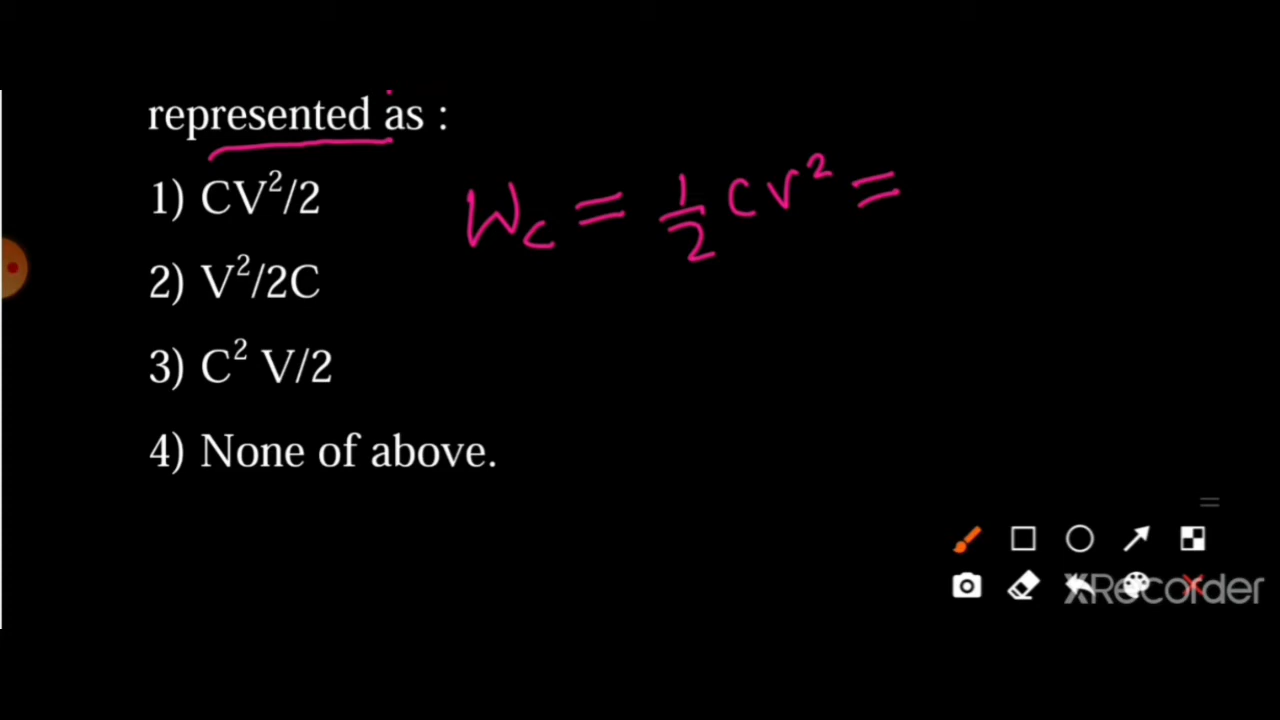 represented as :
1) CV²/2
W_C = 1/2 CV² =
2) V²/2C
3) C² V/2
4) None of above.
XRecorder